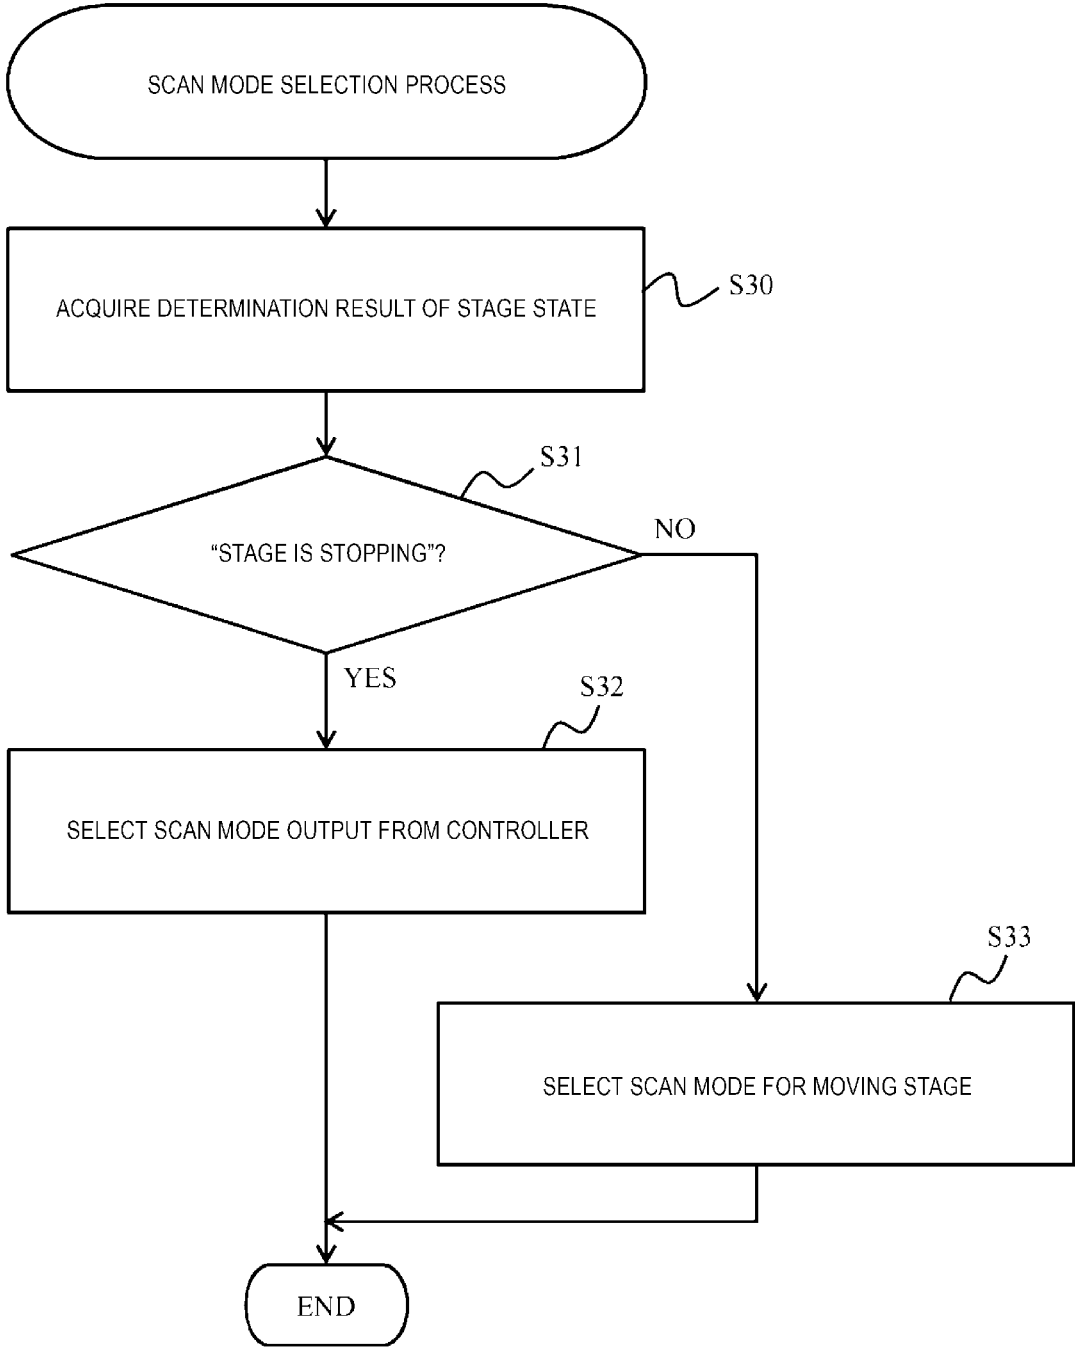 SCAN MODE SELECTION PROCESS
S30
ACQUIRE DETERMINATION RESULT OF STAGE STATE
S31
“STAGE IS STOPPING”?
NO
YES
S32
SELECT SCAN MODE OUTPUT FROM CONTROLLER
S33
SELECT SCAN MODE FOR MOVING STAGE
END